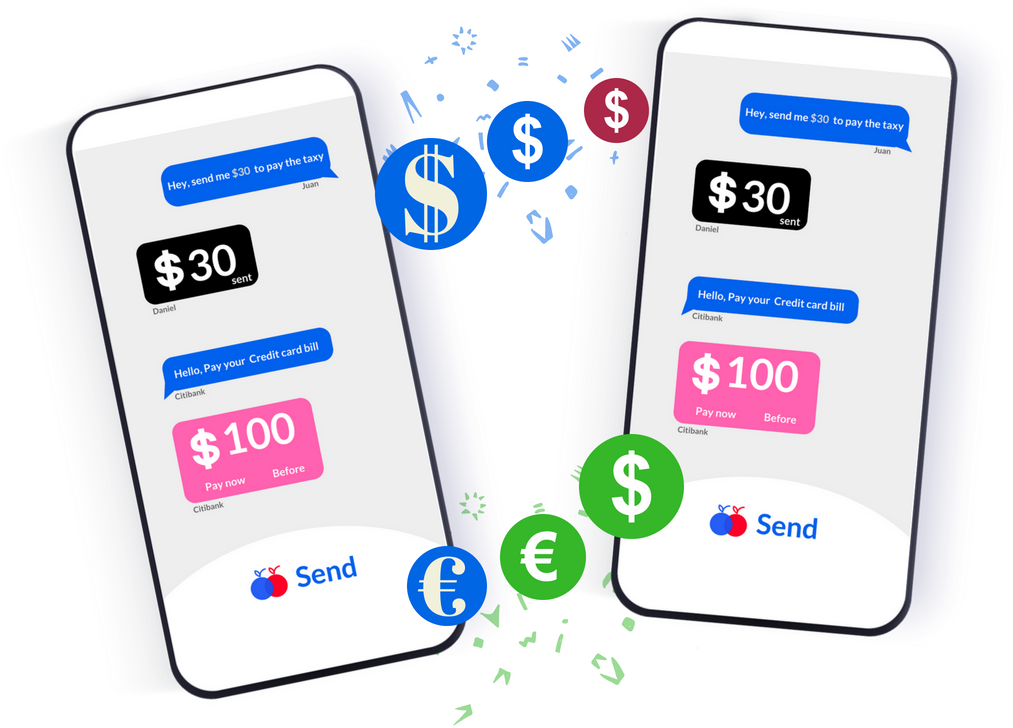 Hey, send me $30 to pay the taxy
Juan
$30
sent
Daniel
Hello, Pay your Credit card bill
Citibank
$100
Pay now Before
Citibank
Send
$
$
$
€
€
$
Hey, send me $30 to pay the taxy
Juan
$30
sent
Daniel
Hello, Pay your Credit card bill
Citibank
$100
Pay now Before
Citibank
Send